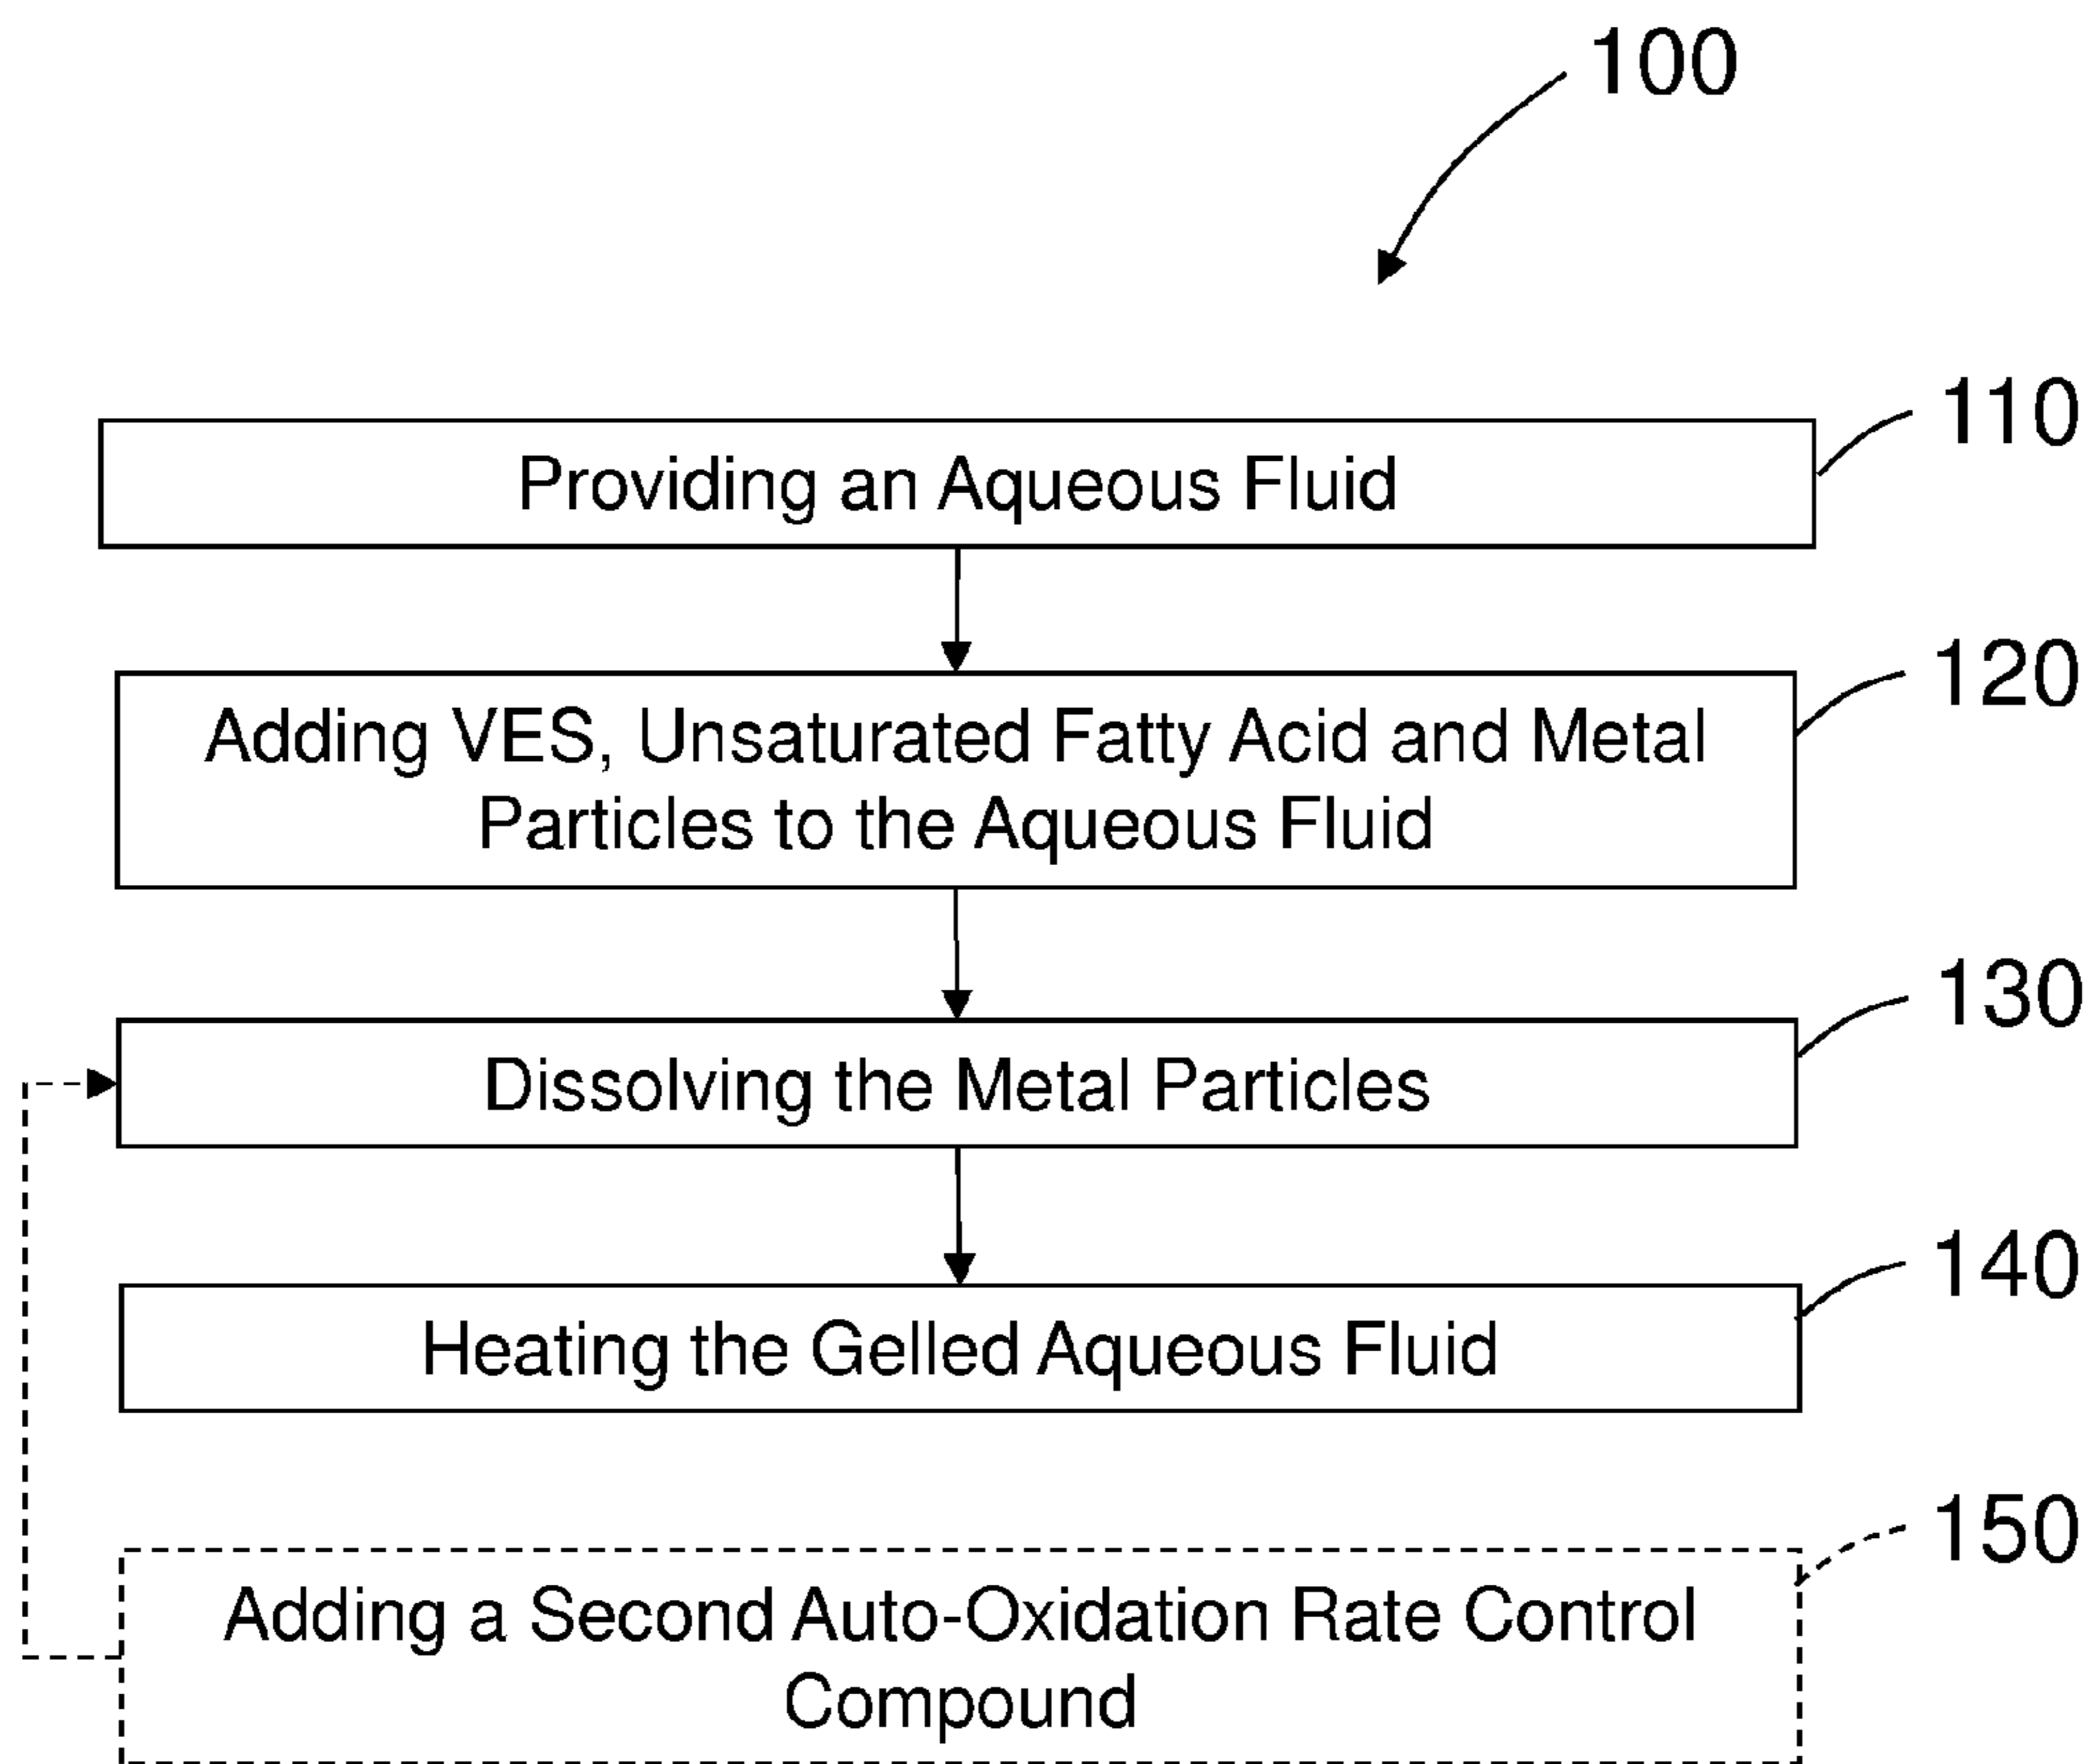 100
110
Providing an Aqueous Fluid
120
Adding VES, Unsaturated Fatty Acid and Metal
Particles to the Aqueous Fluid
130
Dissolving the Metal Particles
140
Heating the Gelled Aqueous Fluid
150
Adding a Second Auto-Oxidation Rate Control
Compound